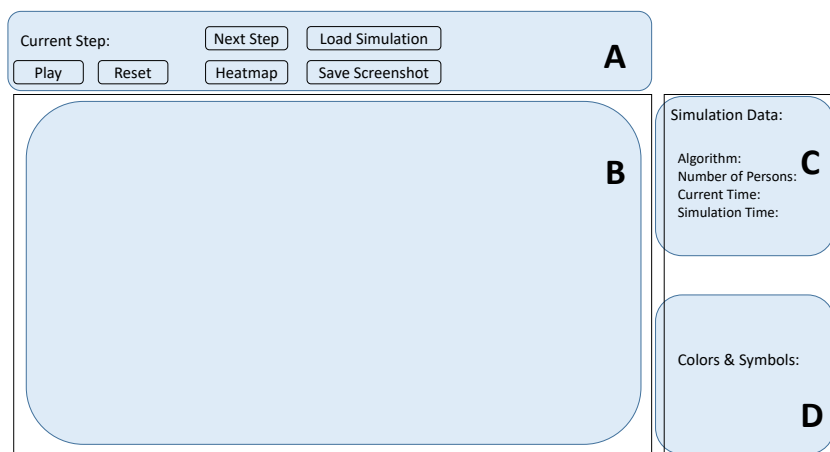 Current Step:
Next Step
Load Simulation
Play
Reset
Heatmap
Save Screenshot
A
B
Simulation Data:
Algorithm:
Number of Persons:
Current Time:
Simulation Time:
C
Colors & Symbols:
D